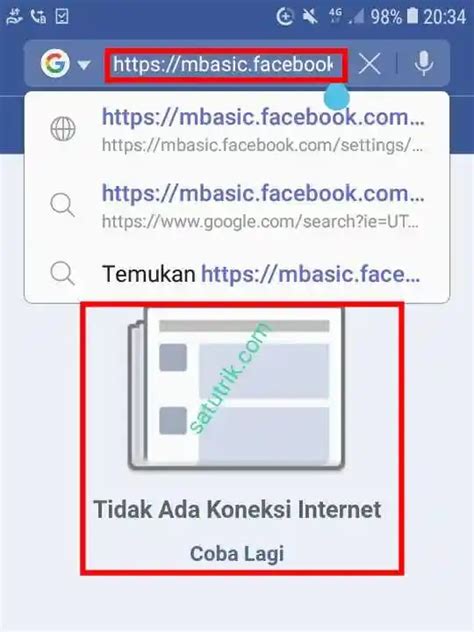 4G 98% 20:34
https://mbasic.facebook
https://mbasic.facebook.com...
https://mbasic.facebook.com/settings/...
https://mbasic.facebook.com...
https://www.google.com/search?ie=UT...
Temukan https://mbasic.face...
satutrik.com
Tidak Ada Koneksi Internet
Coba Lagi